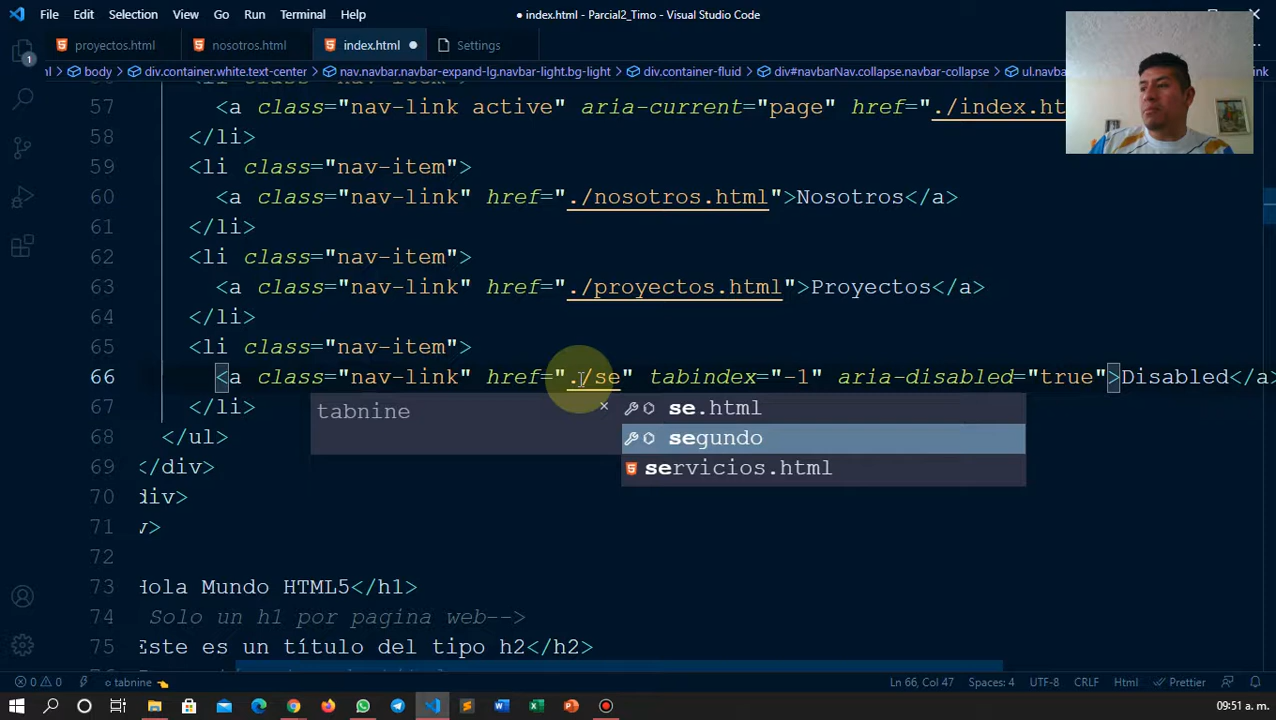 File Edit Selection View Go Run Terminal Help ● index.html - Parcial2_Timo - Visual Studio Code
proyectos.html nosotros.html index.html ● Settings
body > div.container.white.text-center > nav.navbar.navbar-expand-lg.navbar-light.bg-light > div.container-fluid > div#navbarNav.collapse.navbar-collapse > ul.navba
57 <a class="nav-link active" aria-current="page" href="./index.ht
58 </li>
59 <li class="nav-item">
60 <a class="nav-link" href="./nosotros.html">Nosotros</a>
61 </li>
62 <li class="nav-item">
63 <a class="nav-link" href="./proyectos.html">Proyectos</a>
64 </li>
65 <li class="nav-item">
66 <a class="nav-link" href="./se" tabindex="-1" aria-disabled="true">Disabled</a>
67 </li>
tabnine × se.html
68 </ul>
segundo
69 </div>
servicios.html
70 div>
71 v>
72
73 Hola Mundo HTML5</h1>
74 Solo un h1 por pagina web-->
75 Este es un título del tipo h2</h2>
0 0 tabnine Ln 66, Col 47 Spaces: 4 UTF-8 CRLF Html Prettier
09:51 a. m.